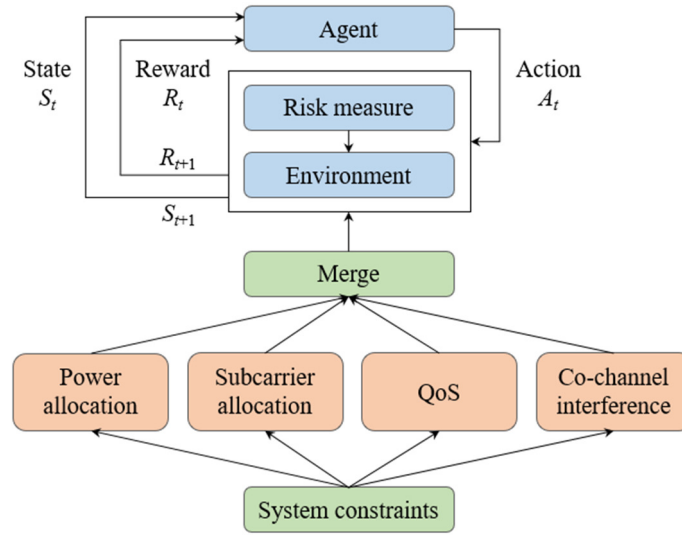 Agent
State
Sₜ
Reward
Rₜ
Action
Aₜ
Risk measure
Rₜ₊₁
Environment
Sₜ₊₁
Merge
Power
allocation
Subcarrier
allocation
QoS
Co-channel
interference
System constraints